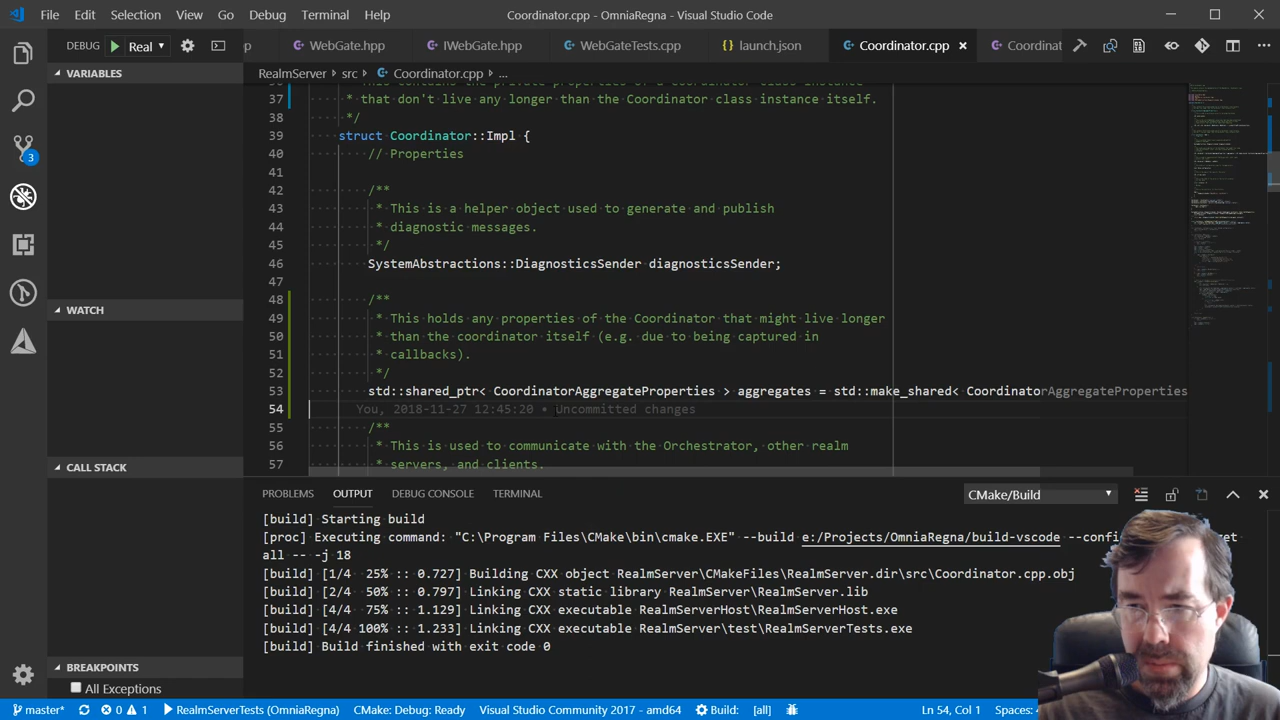 File Edit Selection View Go Debug Terminal Help Coordinator.cpp - OmniaRegna - Visual Studio Code
DEBUG Real p WebGate.hpp IWebGate.hpp WebGateTests.cpp launch.json Coordinator.cpp Coordinat
VARIABLES
RealmServer src Coordinator.cpp ...
37 * that don't live any longer than the Coordinator class instance itself.
38 */
39 struct Coordinator::Impl {
40 // Properties
41
42 /**
43 * This is a helper object used to generate and publish
44 * diagnostic messages.
45 */
46 SystemAbstractions::DiagnosticsSender diagnosticsSender;
47
48 /**
49 * This holds any properties of the Coordinator that might live longer
50 * than the coordinator itself (e.g. due to being captured in
51 * callbacks).
52 */
53 std::shared_ptr< CoordinatorAggregateProperties > aggregates = std::make_shared< CoordinatorAggregateProperties
54 You, 2018-11-27 12:45:20 • Uncommitted changes
55 /**
56 * This is used to communicate with the Orchestrator, other realm
57 * servers, and clients.
3
WATCH
CALL STACK
BREAKPOINTS
All Exceptions
PROBLEMS OUTPUT DEBUG CONSOLE TERMINAL CMake/Build
[build] Starting build
[proc] Executing command: "C:\Program Files\CMake\bin\cmake.EXE" --build e:/Projects/OmniaRegna/build-vscode --confi
all -- -j 18
[build] [1/4 25% :: 0.727] Building CXX object RealmServer\CMakeFiles\RealmServer.dir\src\Coordinator.cpp.obj
[build] [2/4 50% :: 0.797] Linking CXX static library RealmServer\RealmServer.lib
[build] [4/4 75% :: 1.129] Linking CXX executable RealmServerHost\RealmServerHost.exe
[build] [4/4 100% :: 1.233] Linking CXX executable RealmServer\test\RealmServerTests.exe
[build] Build finished with exit code 0
master* 0 1 RealmServerTests (OmniaRegna) CMake: Debug: Ready Visual Studio Community 2017 - amd64 Build: [all] Ln 54, Col 1 Spaces: